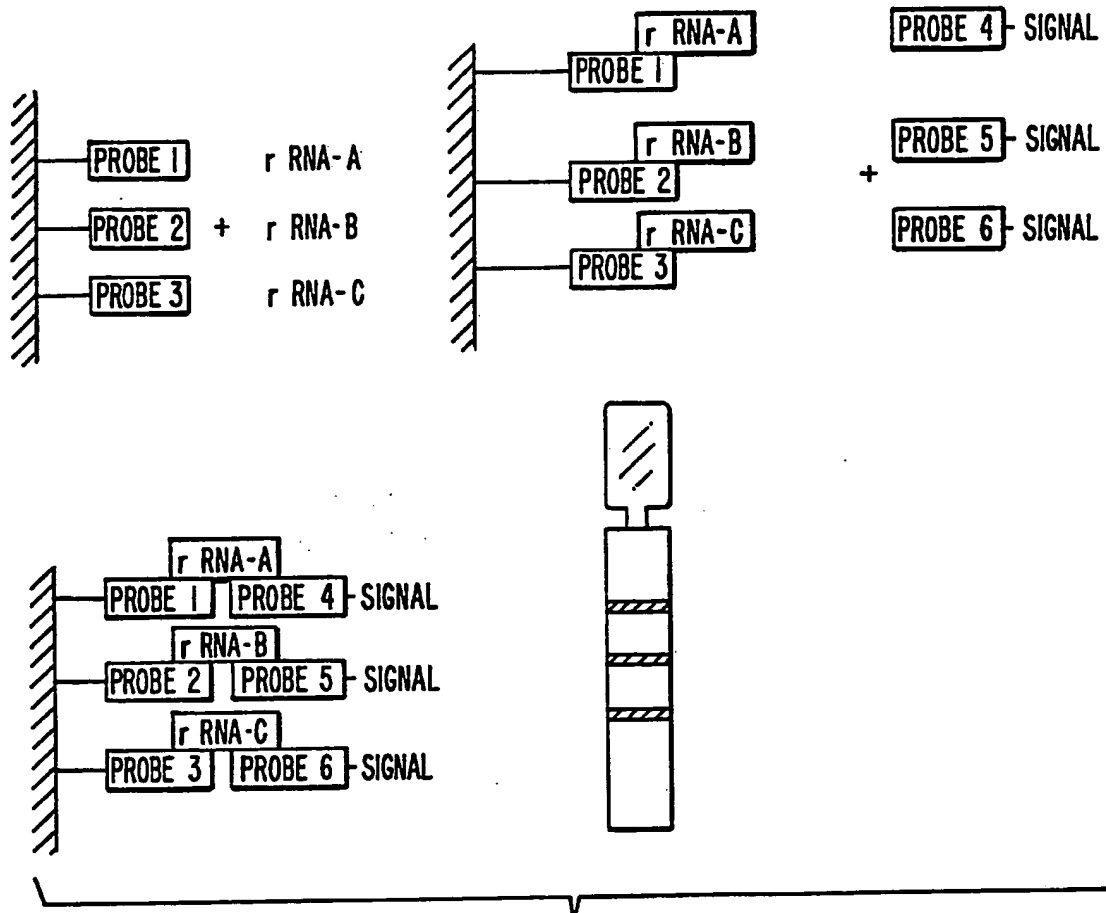 PROBE 1 r RNA-A
PROBE 2 + r RNA-B
PROBE 3 r RNA-C
r RNA-A
PROBE 1
r RNA-B
PROBE 2
r RNA-C
PROBE 3
+
PROBE 4 - SIGNAL
PROBE 5 - SIGNAL
PROBE 6 - SIGNAL
r RNA-A
PROBE 1 PROBE 4 - SIGNAL
r RNA-B
PROBE 2 PROBE 5 - SIGNAL
r RNA-C
PROBE 3 PROBE 6 - SIGNAL